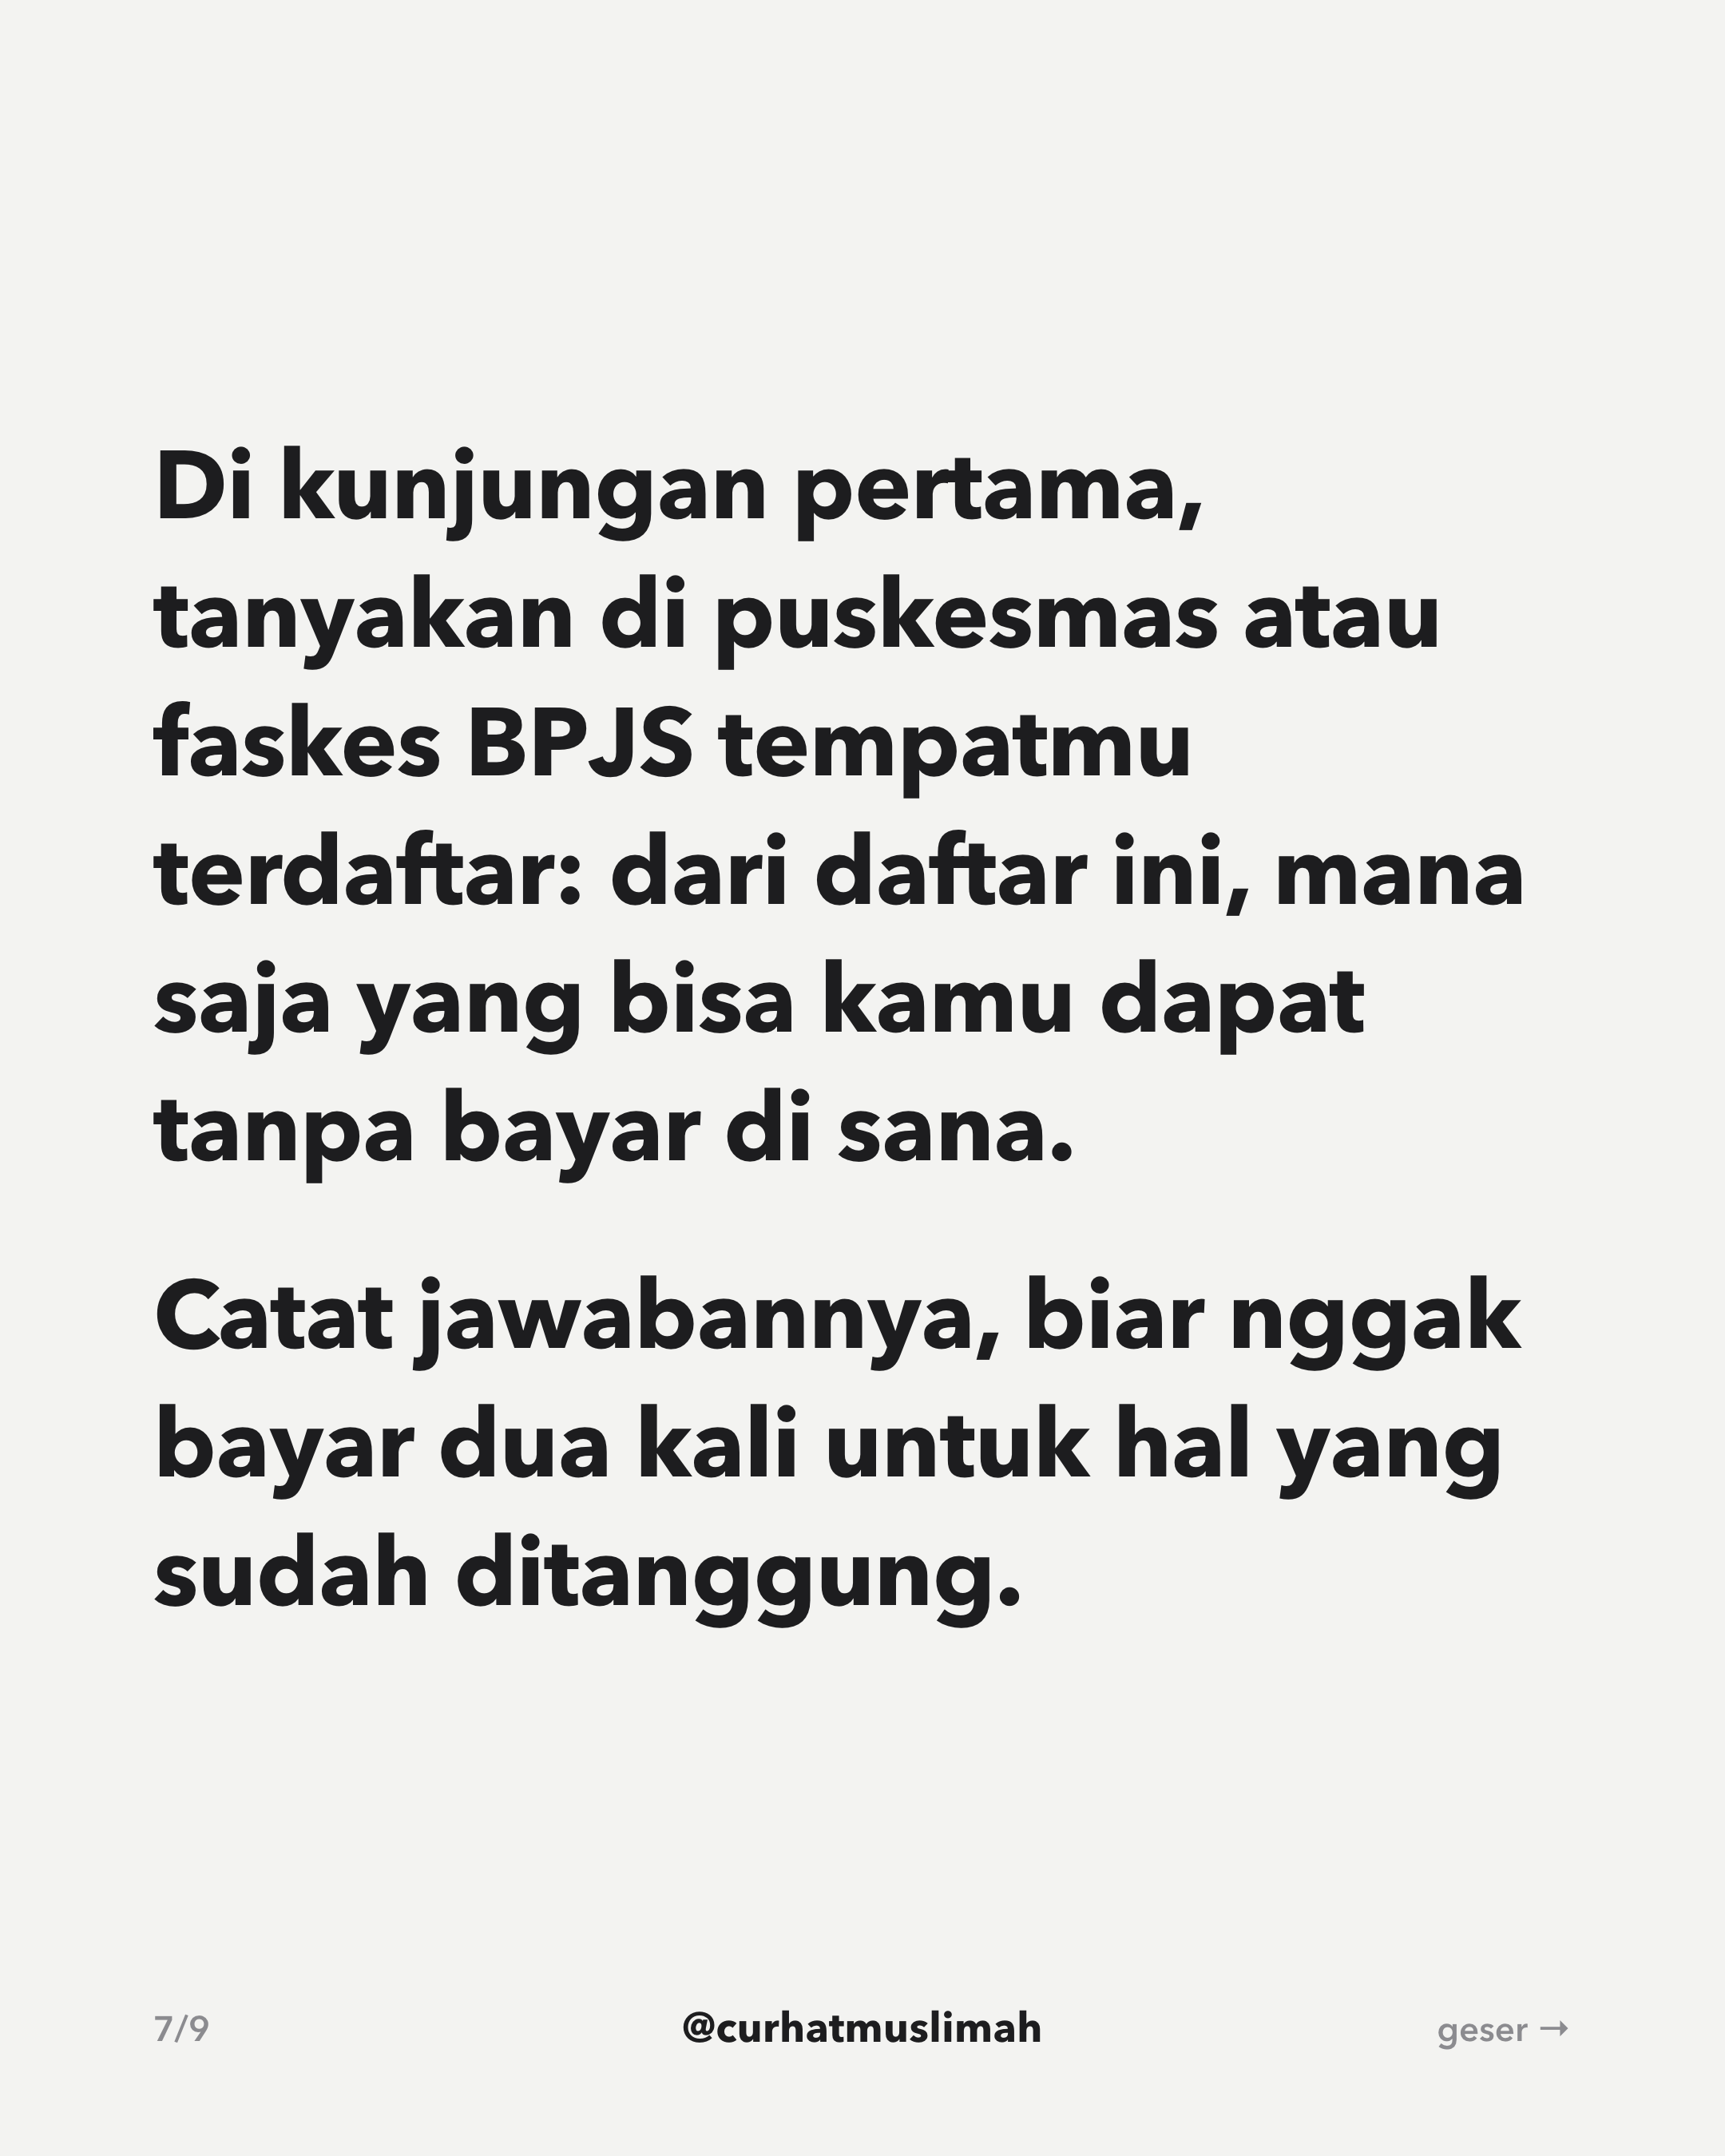 Di kunjungan pertama,
tanyakan di puskesmas atau
faskes BPJS tempatmu
terdaftar: dari daftar ini, mana
saja yang bisa kamu dapat
tanpa bayar di sana.
Catat jawabannya, biar nggak
bayar dua kali untuk hal yang
sudah ditanggung.
7/9
@curhatmuslimah
geser →